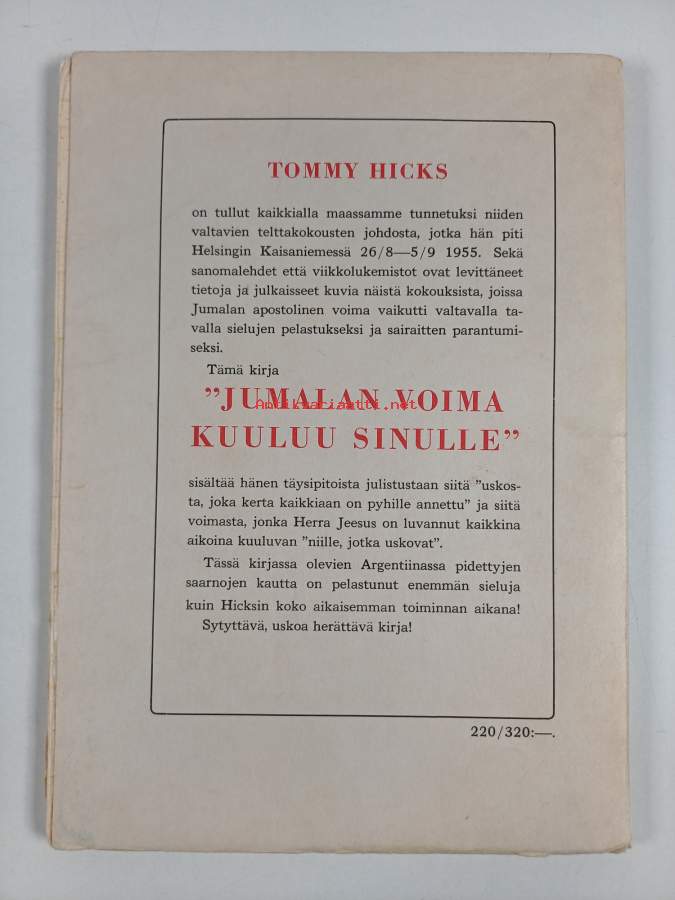 TOMMY HICKS
on tullut kaikkialla maassamme tunnetuksi niiden
valtavien telttakokousten johdosta, jotka hän piti
Helsingin Kaisaniemessä 26/8—5/9 1955. Sekä
sanomalehdet että viikkolukemistot ovat levittäneet
tietoja ja julkaisseet kuvia näistä kokouksista, joissa
Jumalan apostolinen voima vaikutti valtavalla ta-
valla sielujen pelastukseksi ja sairaitten parantumi-
seksi.
Tämä kirja
”JUMALAN VOIMA
Antikvaciaatti.net
KUULUU SINULLE”
sisältää hänen täysipitoista julistustaan siitä ”uskos-
ta, joka kerta kaikkiaan on pyhille annettu” ja siitä
voimasta, jonka Herra Jeesus on luvannut kaikkina
aikoina kuuluvan ”niille, jotka uskovat”.
Tässä kirjassa olevien Argentiinassa pidettyjen
saarnojen kautta on pelastunut enemmän sieluja
kuin Hicksin koko aikaisemman toiminnan aikana!
Sytyttävä, uskoa herättävä kirja!
220/320:—.